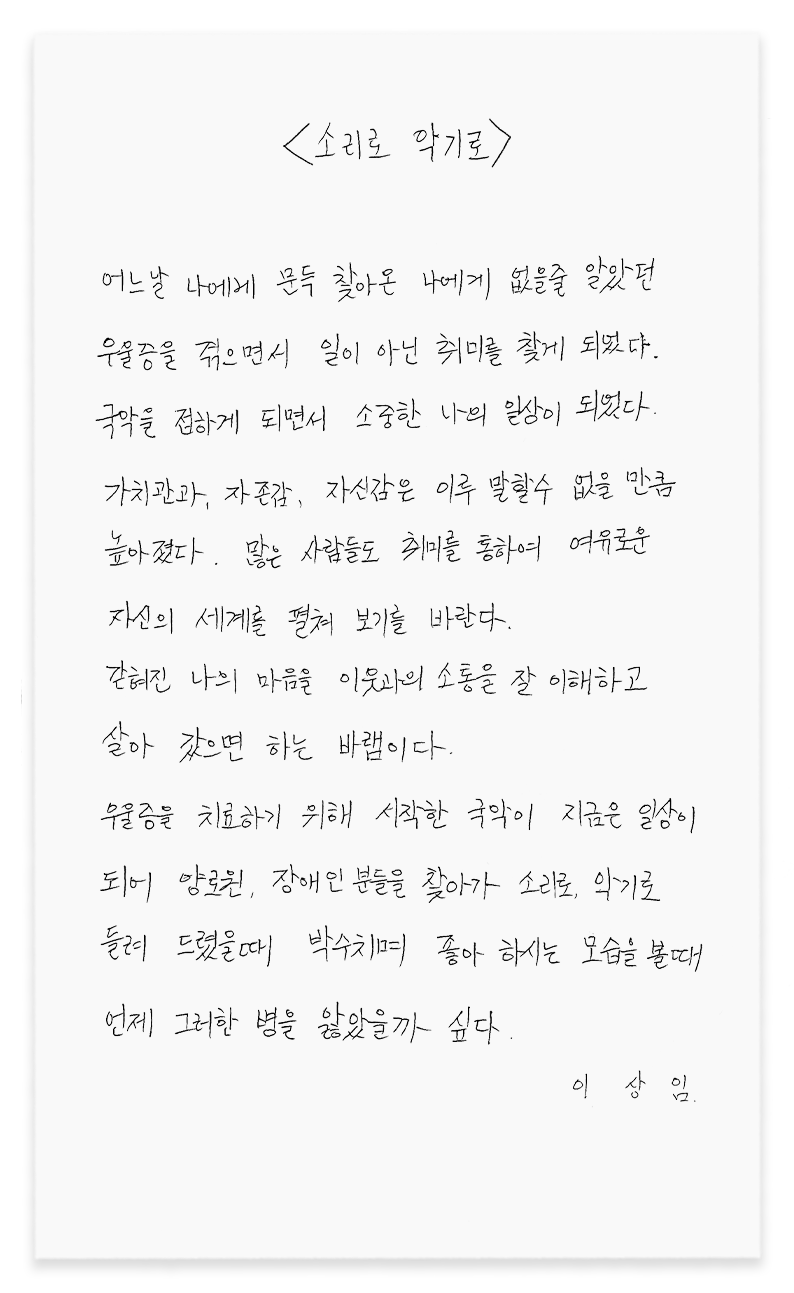 <소리로 악기로>
어느날 나에게 문득 찾아온 나에게 없을줄 알았던
우울증을 겪으면서 일이 아닌 취미를 찾게 되었다.
국악을 접하게 되면서 소중한 나의 일상이 되었다.
가치관과, 자존감, 자신감은 이루 말할수 없을 만큼
높아졌다. 많은 사람들도 취미를 통하여 여유로운
자신의 세계를 펼쳐 보기를 바란다.
갇혀진 나의 마음을 이웃과의 소통을 잘 이해하고
살아 갔으면 하는 바램이다.
우울증을 치료하기 위해 시작한 국악이 지금은 일상이
되어 양로원, 장애인 분들을 찾아가 소리로, 악기로
들려 드렸을때 박수치며 좋아 하시는 모습을 볼때
언제 그러한 병을 앓았을까 싶다.
이 상 임.